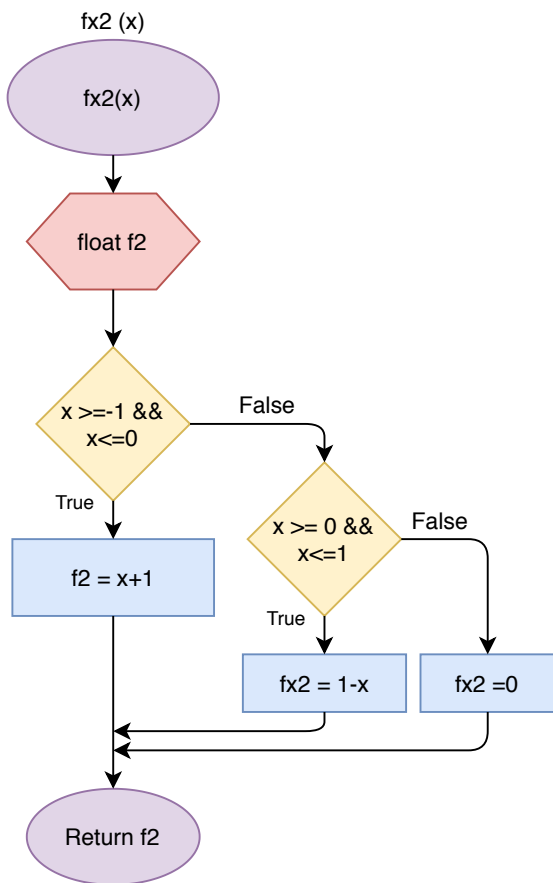 fx2 (x)
fx2(x)
float f2
x >=-1 &&
x<=0
False
True
f2 = x+1
x >= 0 &&
x<=1
False
True
fx2 = 1-x
fx2 =0
Return f2